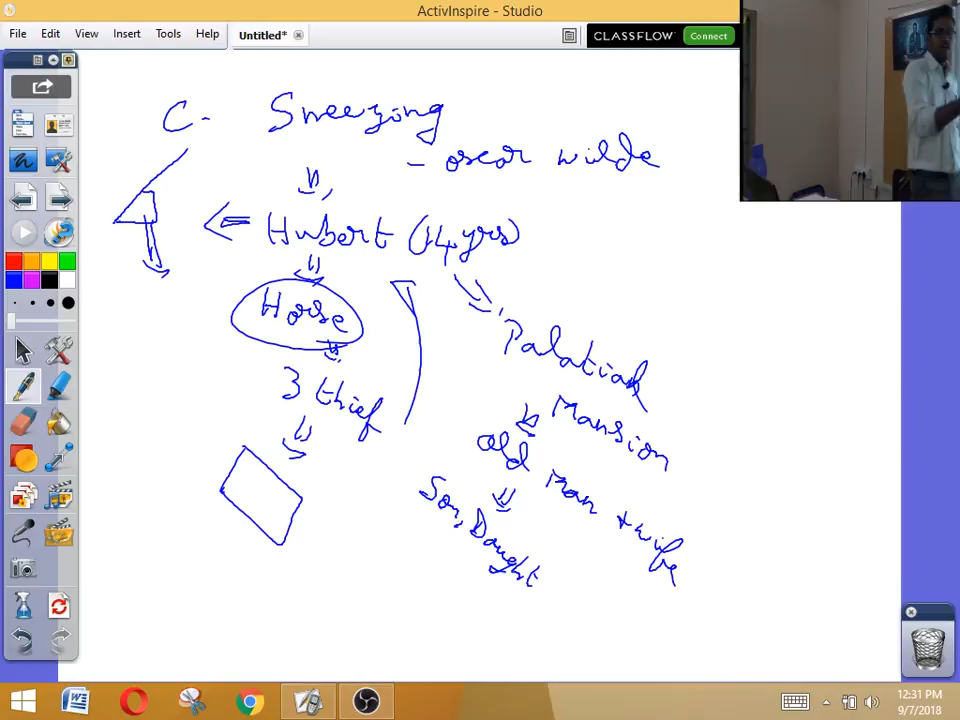 ActivInspire - Studio
File Edit View Insert Tools Help
Untitled*
CLASSFLOW Connect
C. Sneezing
- oscar wilde
Hubert (14 yrs)
Horse
Palatial
3 thief
Mansion
old Man + wife
Son, Daught
12:31 PM
9/7/2018